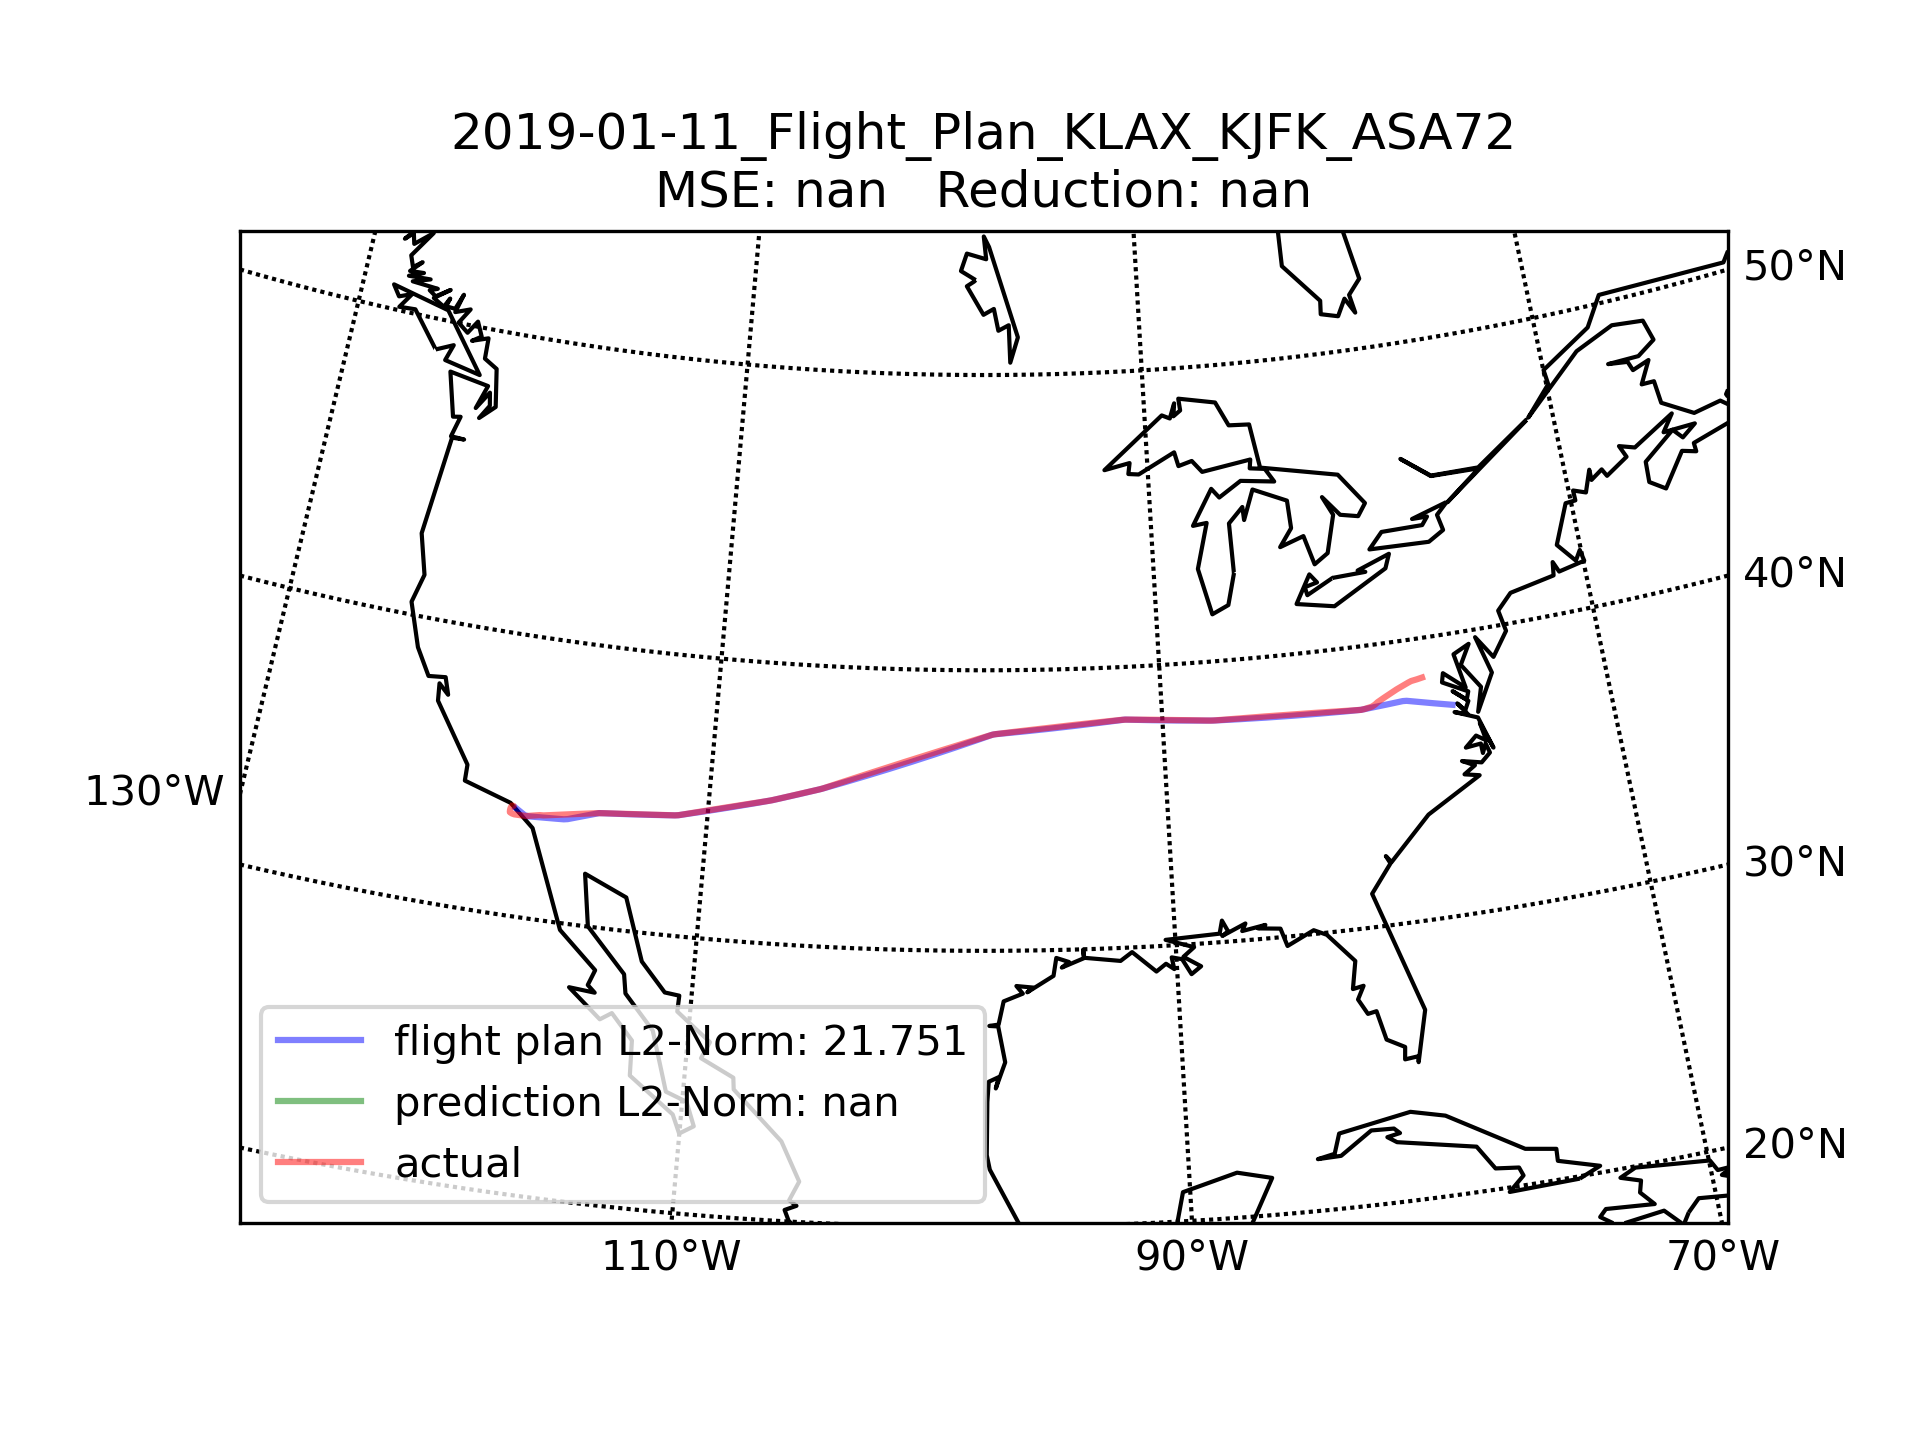 2019-01-11_Flight_Plan_KLAX_KJFK_ASA72
MSE: nan   Reduction: nan
50°N
40°N
130°W
30°N
flight plan L2-Norm: 21.751
prediction L2-Norm: nan
20°N
actual
110°W 90°W 70°W